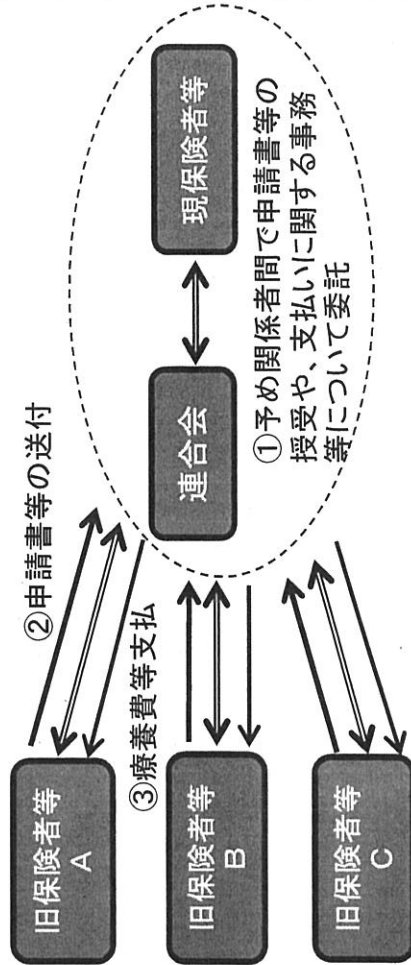 ②申請書等の送付
旧保険者等
A
③療養費等支払
旧保険者等
B
旧保険者等
C
連合会
現保険者等
①予め関係者間で申請書等の
授受や、支払いに関する事務
等について委託